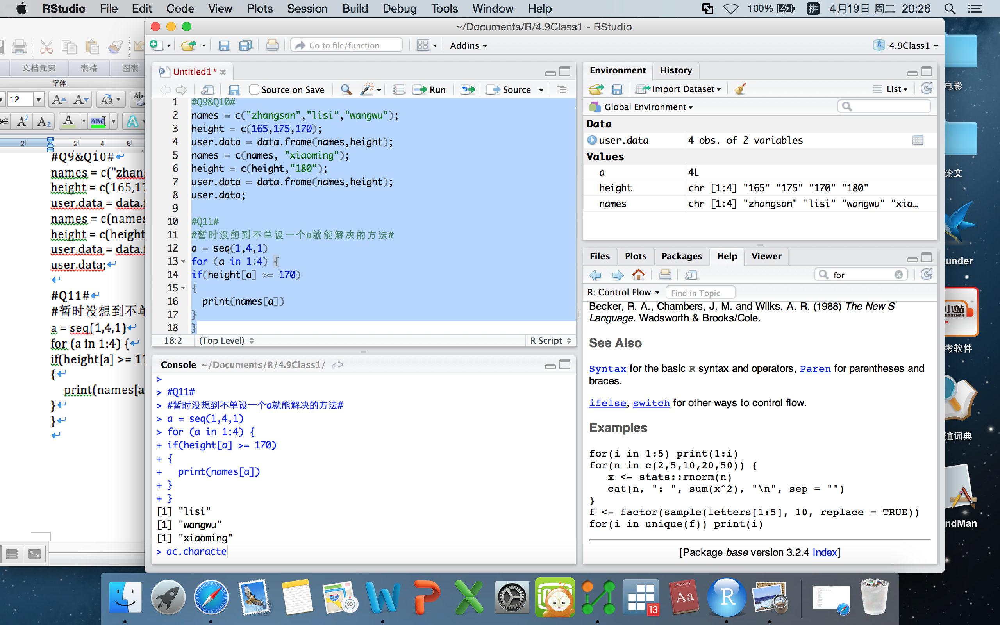 RStudio File Edit Code View Plots Session Build Debug Tools Window Help 100% 拼 4月19日 周二 20:26
~/Documents/R/4.9Class1 - RStudio
Go to file/function Addins 4.9Class1
文档元素 表格 图表
字体
12
ABC
2 2 4 6
#Q9&Q10#
names = c("zhang
height = c(165,17
user.data = data.
names = c(names
height = c(height
user.data = data.
user.data;
#Q11#
#暂时没想到不单
a = seq(1,4,1)
for (a in 1:4) {
if(height[a] >= 17
{
print(names[a
}
}
Untitled1*
Source on Save Run Source
1 #Q9&Q10#
2 names = c("zhangsan","lisi","wangwu");
3 height = c(165,175,170);
4 user.data = data.frame(names,height);
5 names = c(names, "xiaoming");
6 height = c(height,"180");
7 user.data = data.frame(names,height);
8 user.data;
9
10 #Q11#
11 #暂时没想到不单设一个a就能解决的方法#
12 a = seq(1,4,1)
13 for (a in 1:4) {
14 if(height[a] >= 170)
15 {
16 print(names[a])
17 }
18 }
18:2 (Top Level) R Script
Console ~/Documents/R/4.9Class1/
>
> #Q11#
> #暂时没想到不单设一个a就能解决的方法#
> a = seq(1,4,1)
> for (a in 1:4) {
+ if(height[a] >= 170)
+ {
+ print(names[a])
+ }
+ }
[1] "lisi"
[1] "wangwu"
[1] "xiaoming"
> ac.characte
Environment History
Import Dataset List
Global Environment
Data
user.data 4 obs. of 2 variables
Values
a 4L
height chr [1:4] "165" "175" "170" "180"
names chr [1:4] "zhangsan" "lisi" "wangwu" "xia…
Files Plots Packages Help Viewer
for
R: Control Flow Find in Topic
Becker, R. A., Chambers, J. M. and Wilks, A. R. (1988) The New S
Language. Wadsworth & Brooks/Cole.
See Also
Syntax for the basic R syntax and operators, Paren for parentheses and
braces.
ifelse, switch for other ways to control flow.
Examples
for(i in 1:5) print(1:i)
for(n in c(2,5,10,20,50)) {
x <- stats::rnorm(n)
cat(n, ": ", sum(x^2), "\n", sep = "")
}
f <- factor(sample(letters[1:5], 10, replace = TRUE))
for(i in unique(f)) print(i)
[Package base version 3.2.4 Index]
电影
论文
under
小站
XIAOZHAN
考软件
道词典
ndMan
280
3D
13
Dictionary
Aa
R